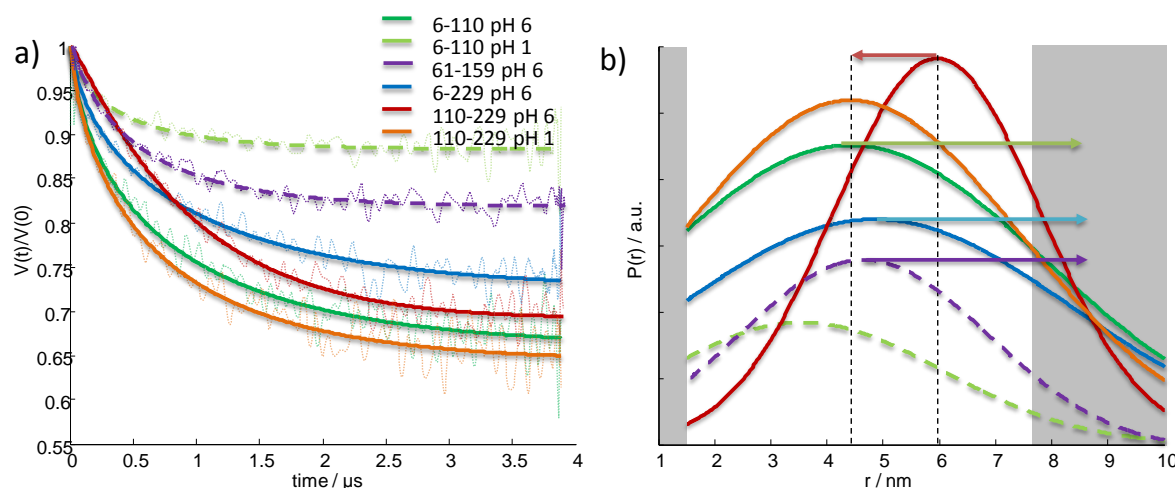 a)
6-110 pH 6
6-110 pH 1
61-159 pH 6
6-229 pH 6
110-229 pH 6
110-229 pH 1
1
0.95
0.9
0.85
0.8
0.75
0.7
0.65
0.6
0.55
V(t)/V(0)
0 0.5 1 1.5 2 2.5 3 3.5 4
time / µs
b)
P(r) / a.u.
1 2 3 4 5 6 7 8 9 10
r / nm